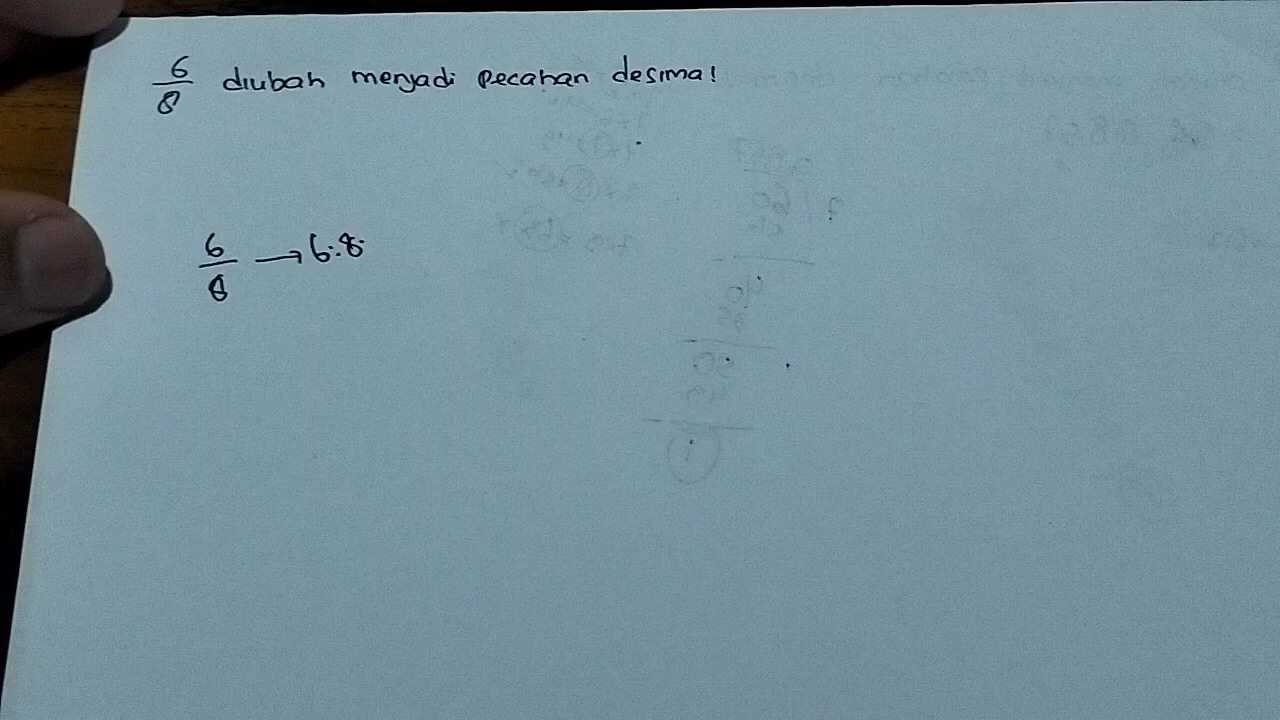 6/8 diubah menjadi pecahan desimal
6/8 → 6:8